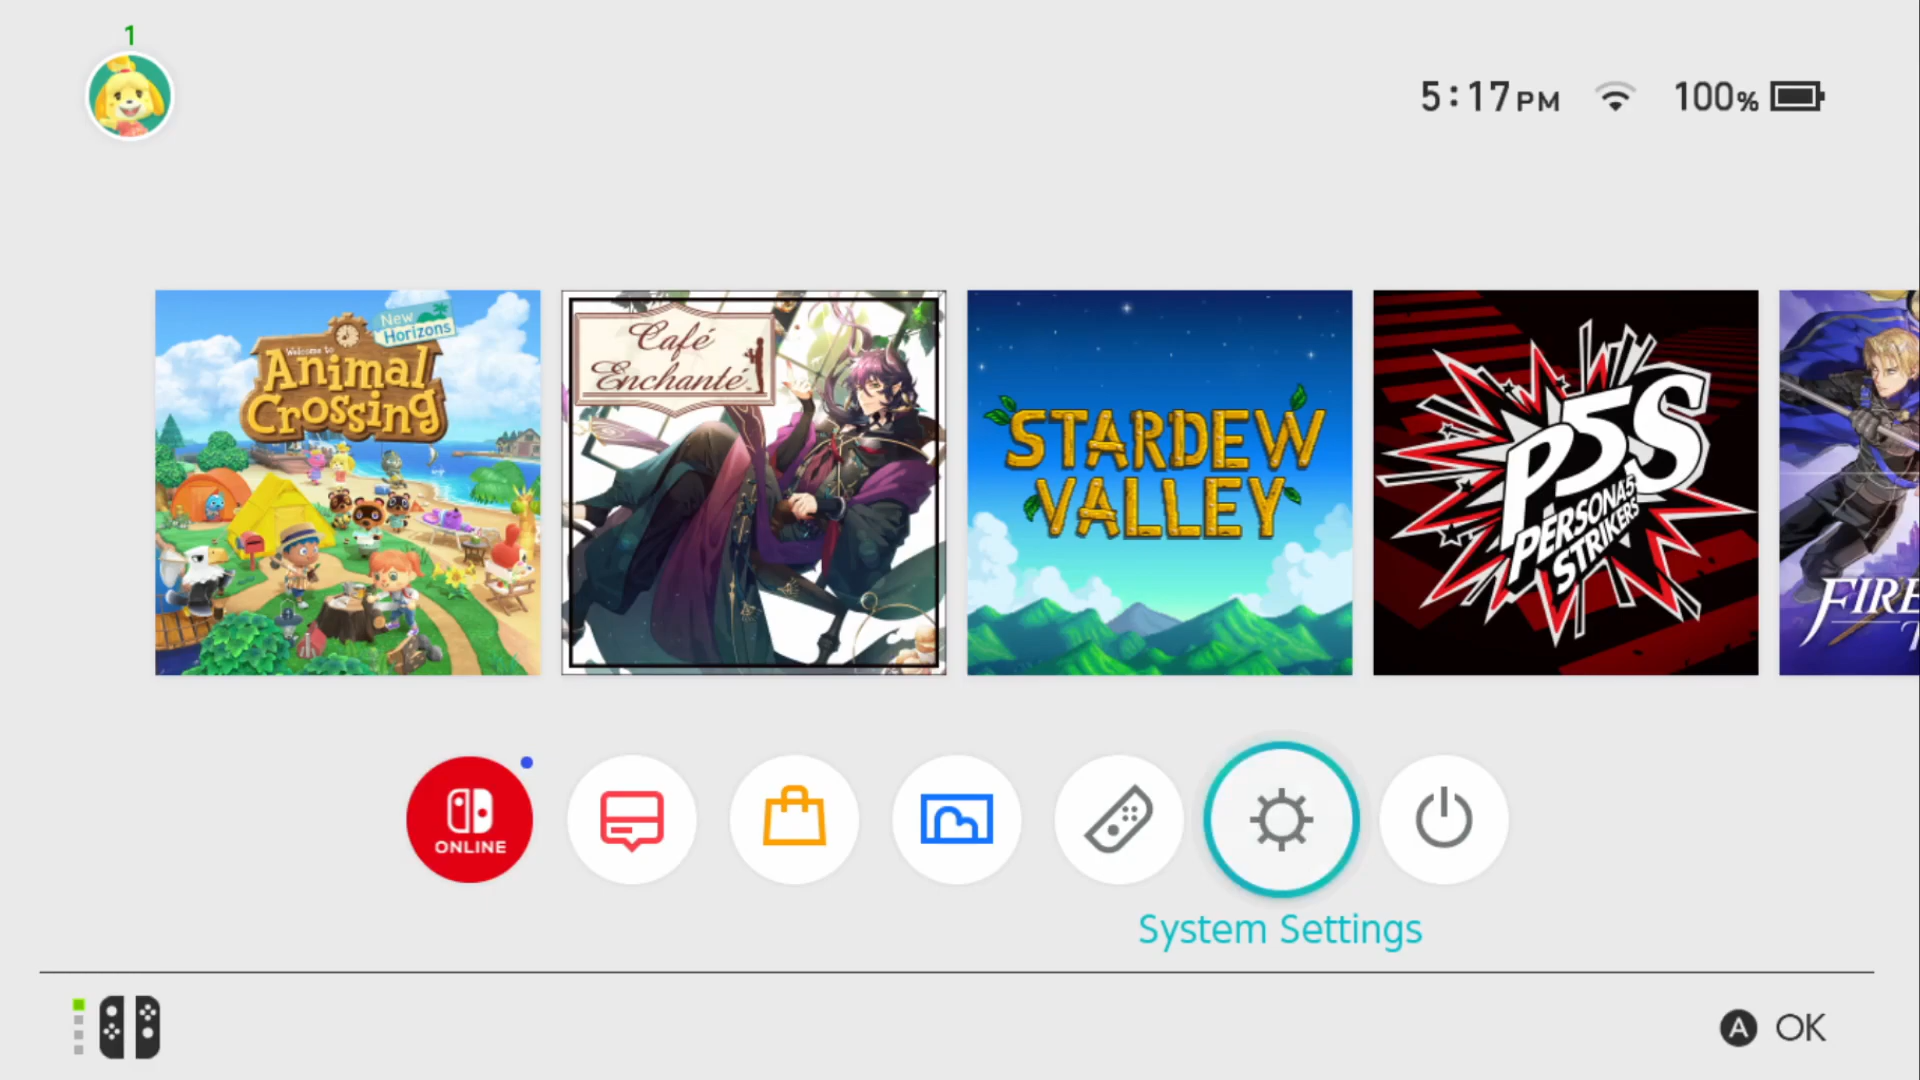 1
5:17PM 100%
New
Horizons
Welcome to
Animal
Crossing
Café
Enchanté
STARDEW
VALLEY
P5S
PERSONA5
STRIKERS
FIRE
ONLINE
System Settings
A OK